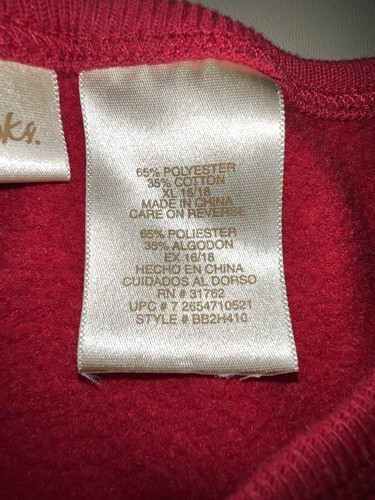 ks.
65% POLYESTER
35% COTTON
XL 16/18
MADE IN CHINA
CARE ON REVERSE
65% POLIESTER
35% ALGODON
EX 16/18
HECHO EN CHINA
CUIDADOS AL DORSO
RN # 31762
UPC # 7 2654710521
STYLE # BB2H410